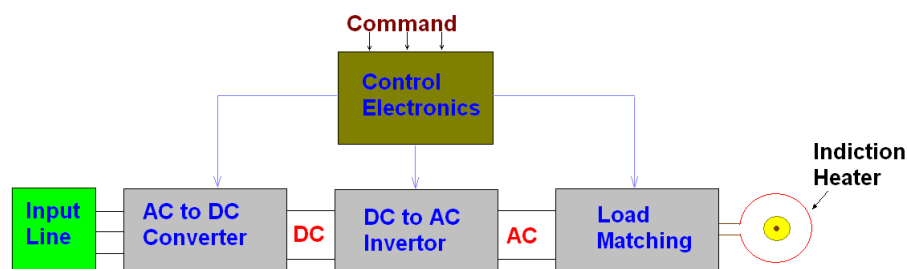 Command
Control
Electronics
Indiction
Heater
Input
Line
AC to DC
Converter
DC
DC to AC
Invertor
AC
Load
Matching